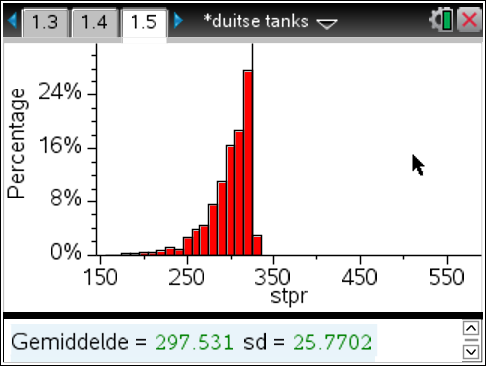 1.3 1.4 1.5 *duitse tanks
Percentage
24%
16%
8%
0%
150 250 350 450 550
stpr
Gemiddelde = 297.531 sd = 25.7702